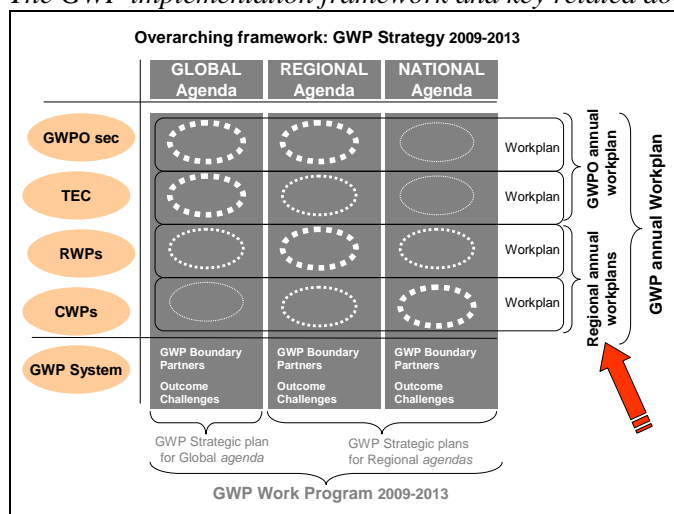 The GWP implementation framework and key related do
Overarching framework: GWP Strategy 2009-2013
GLOBAL Agenda
REGIONAL Agenda
NATIONAL Agenda
GWPO sec
Workplan
TEC
Workplan
RWPs
Workplan
CWPs
Workplan
GWPO annual workplan
Regional annual workplans
GWP annual Workplan
GWP System
GWP Boundary Partners
Outcome Challenges
GWP Boundary Partners
Outcome Challenges
GWP Boundary Partners
Outcome Challenges
GWP Strategic plan
for Global agenda
GWP Strategic plans
for Regional agendas
GWP Work Program 2009-2013